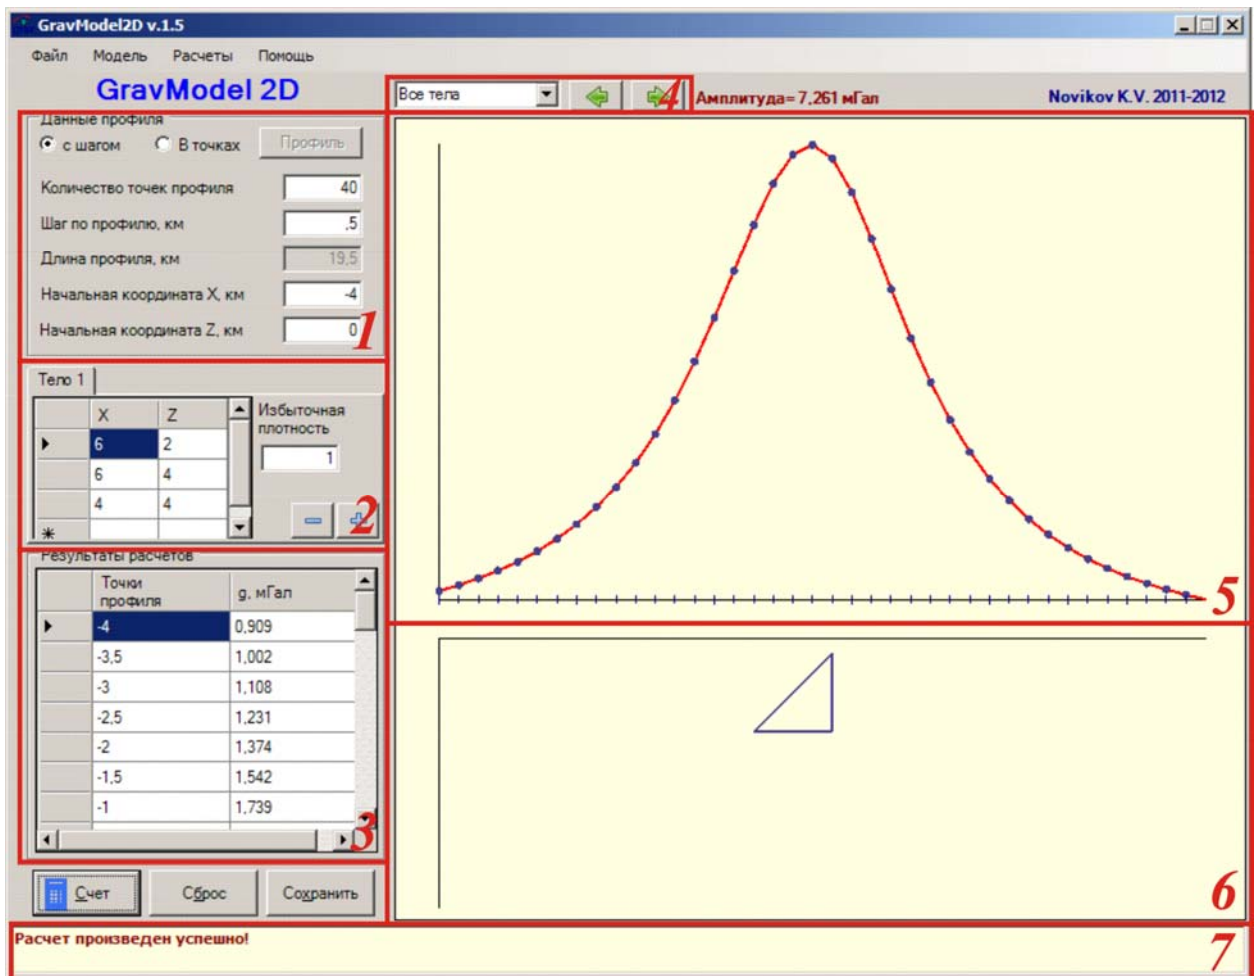 GravModel2D v.1.5
Файл Модель Расчеты Помощь
GravModel 2D
Все тела
4
Амплитуда= 7,261 мГал
Novikov K.V. 2011-2012
Данные профиля
с шагом В точках Профиль
Количество точек профиля 40
Шаг по профилю, км ,5
Длина профиля, км 19,5
Начальная координата X, км -4
Начальная координата Z, км 0
1
Тело 1
X Z
6 2
6 4
4 4
Избыточная
плотность
1
2
Результаты расчетов
Точки
профиля
g, мГал
-4 0,909
-3,5 1,002
-3 1,108
-2,5 1,231
-2 1,374
-1,5 1,542
-1 1,739
3
Счет Сброс Сохранить
5
6
Расчет произведен успешно!
7